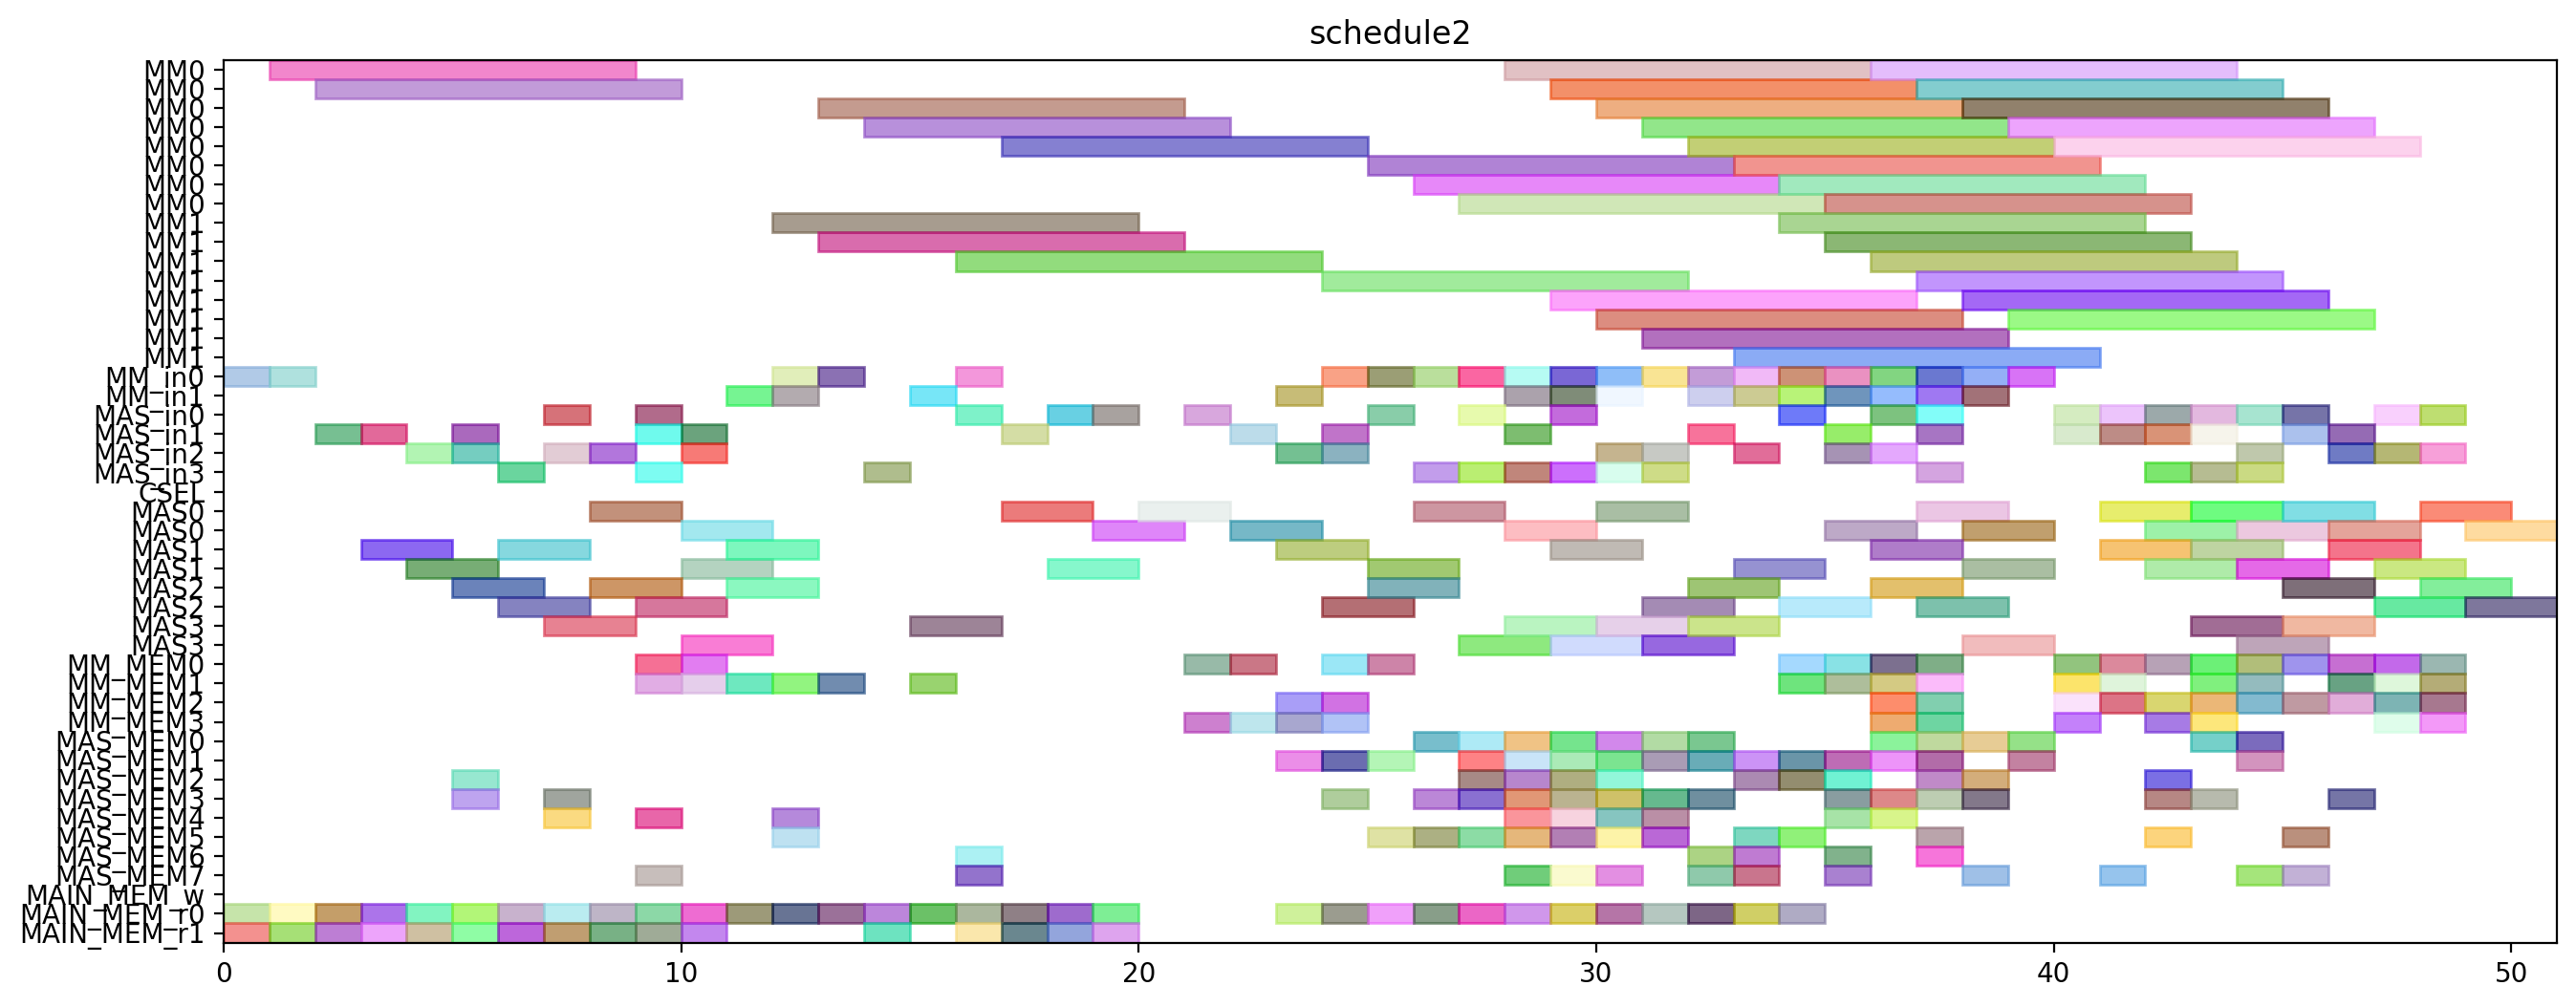 schedule2
MM0
MM0
MM0
MM0
MM0
MM0
MM0
MM0
MM1
MM1
MM1
MM1
MM1
MM1
MM1
MM1
MM_in0
MM_in1
MAS_in0
MAS_in1
MAS_in2
MAS_in3
CSEL
MAS0
MAS0
MAS1
MAS1
MAS2
MAS2
MAS3
MAS3
MM_MEM0
MM_MEM1
MM_MEM2
MM_MEM3
MAS_MEM0
MAS_MEM1
MAS_MEM2
MAS_MEM3
MAS_MEM4
MAS_MEM5
MAS_MEM6
MAS_MEM7
MAIN_MEM_w
MAIN_MEM_r0
MAIN_MEM_r1
0 10 20 30 40 50